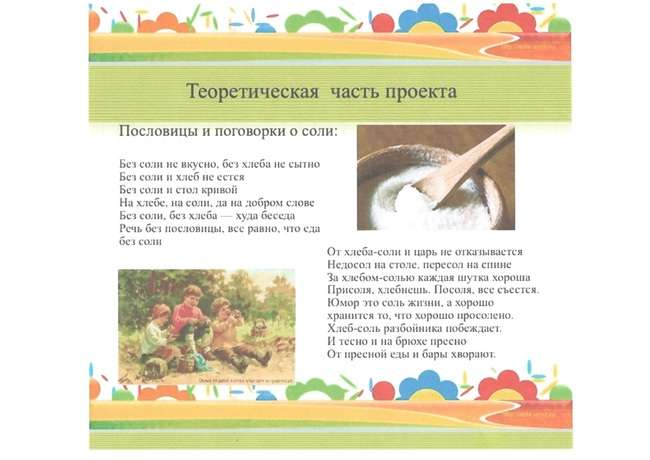 Теоретическая часть проекта
Пословицы и поговорки о соли:
Без соли не вкусно, без хлеба не сытно
Без соли и хлеб не естся
Без соли и стол кривой
На хлебе, на соли, да на добром слове
Без соли, без хлеба — худа беседа
Речь без пословицы, все равно, что еда
без соли
От хлеба-соли и царь не отказывается
Недосол на столе, пересол на спине
За хлебом-солью каждая шутка хороша
Присоля, хлебнешь. Посоля, все съестся.
Юмор это соль жизни, а хорошо
хранится то, что хорошо просолено.
Хлеб-соль разбойника побеждает.
И тесно и на брюхе пресно
От пресной еды и бары хворают.